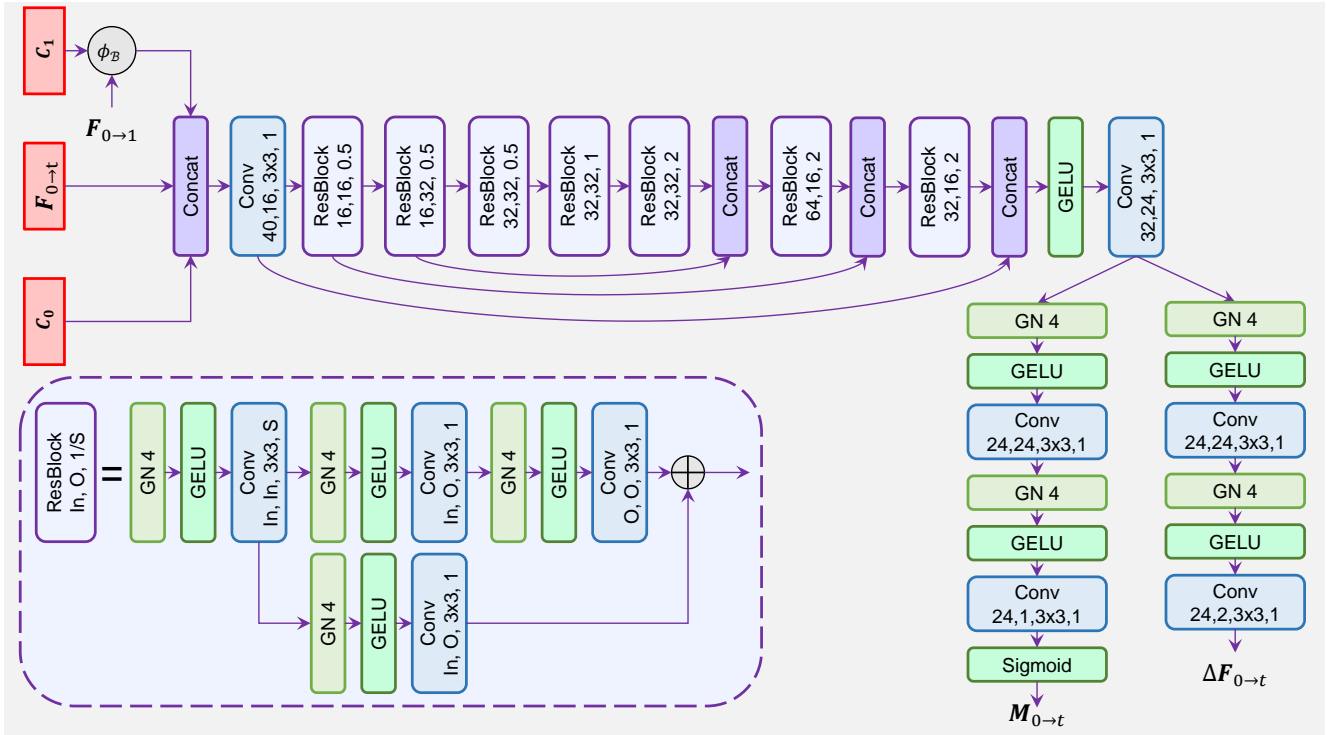 C₁
ϕ_ℬ
F₀→₁
F₀→t
C₀
Concat
Conv
40,16, 3x3, 1
ResBlock
16,16, 0.5
ResBlock
16,32, 0.5
ResBlock
32,32, 0.5
ResBlock
32,32, 1
ResBlock
32,32, 2
Concat
ResBlock
64,16, 2
Concat
ResBlock
32,16, 2
Concat
GELU
Conv
32,24, 3x3, 1
GN 4
GELU
Conv
24,24,3x3,1
GN 4
GELU
Conv
24,1,3x3,1
Sigmoid
M₀→t
GN 4
GELU
Conv
24,24,3x3,1
GN 4
GELU
Conv
24,2,3x3,1
ΔF₀→t
ResBlock
In, O, 1/S
=
GN 4
GELU
Conv
In, In, 3x3, S
GN 4
GELU
Conv
In, O, 3x3, 1
GN 4
GELU
Conv
O, O, 3x3, 1
GN 4
GELU
Conv
In, O, 3x3, 1